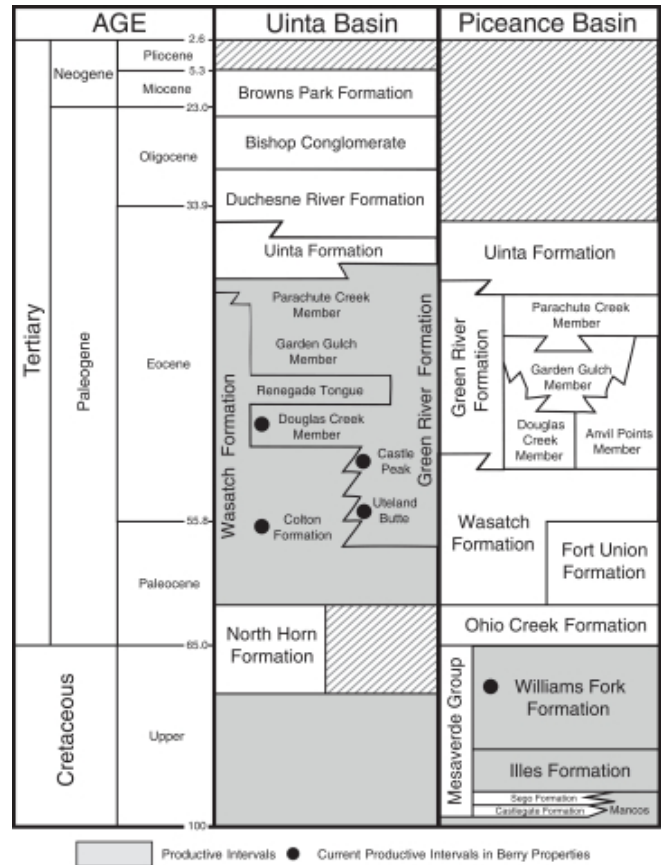 AGE
Uinta Basin
Piceance Basin
2.6
Pliocene
5.3
Neogene
Miocene
23.0
Browns Park Formation
Bishop Conglomerate
Oligocene
Duchesne River Formation
33.9
Uinta Formation
Uinta Formation
Tertiary
Paleogene
Eocene
Wasatch Formation
Parachute Creek
Member
Garden Gulch
Member
Renegade Tongue
Douglas Creek
Member
Castle
Peak
Uteland
Butte
Colton
Formation
Green River Formation
Green River
Formation
Parachute Creek
Member
Garden Gulch
Member
Douglas
Creek
Member
Anvil Points
Member
55.8
Wasatch
Formation
Fort Union
Formation
Paleocene
North Horn
Formation
Ohio Creek Formation
65.0
Cretaceous
Upper
Mesaverde Group
Williams Fork
Formation
Illes Formation
Sego Formation
Castlegate Formation
Mancos
100
Productive Intervals
Current Productive Intervals in Berry Properties